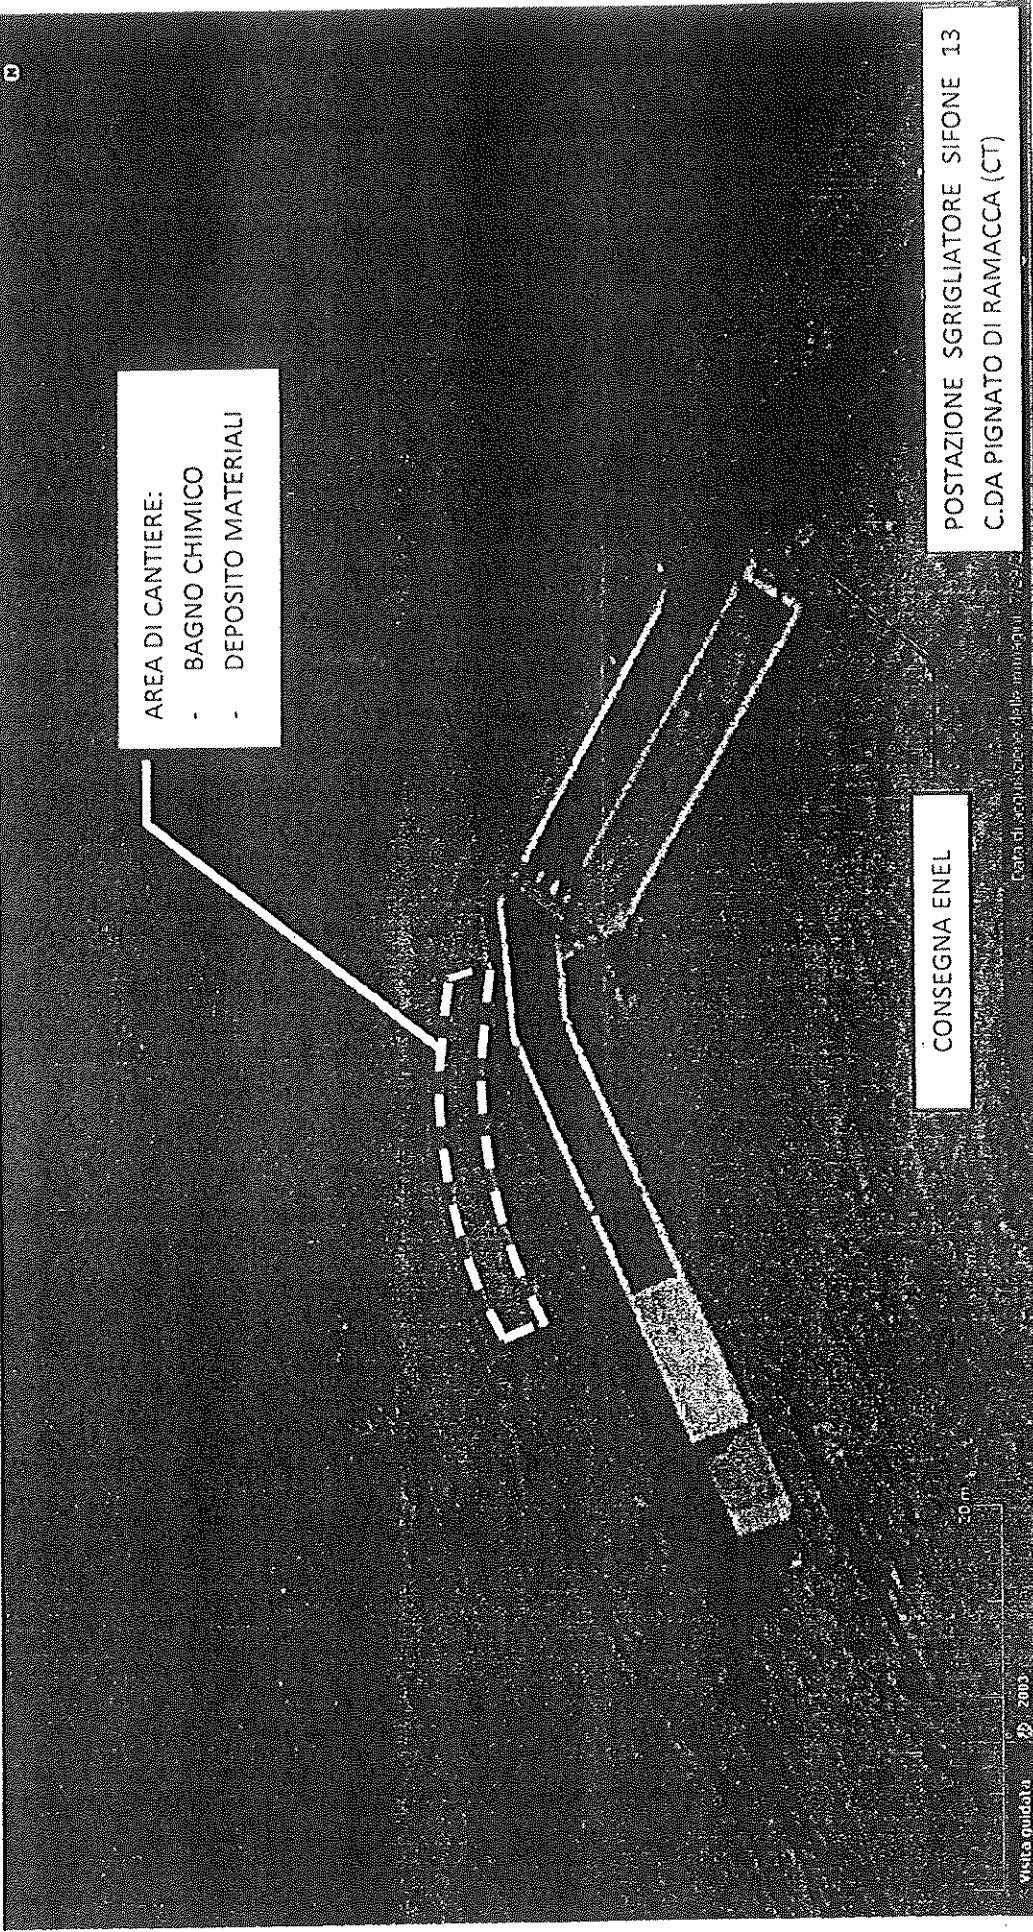 AREA DI CANTIERE:
- BAGNO CHIMICO
- DEPOSITO MATERIALI
POSTAZIONE SGRIGLIATORE SIFONE 13
C.DA PIGNATO DI RAMACCA (CT)
CONSEGNA ENEL
20 m
Visita guidata
2003
Data di acquisizione delle immagini
N